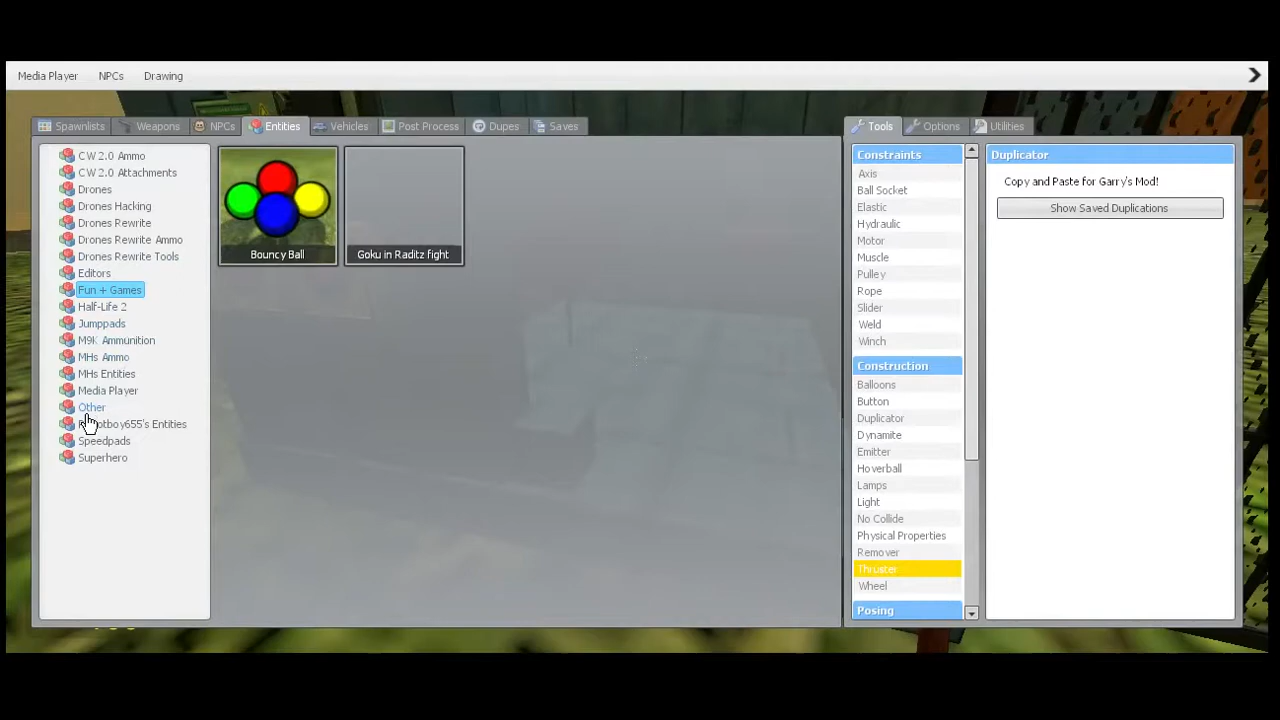 Media Player NPCs Drawing
Spawnlists Weapons NPCs Entities Vehicles Post Process Dupes Saves
Tools Options Utilities
CW 2.0 Ammo
CW 2.0 Attachments
Drones
Drones Hacking
Drones Rewrite
Drones Rewrite Ammo
Drones Rewrite Tools
Editors
Fun + Games
Half-Life 2
Jumppads
M9K Ammunition
MHs Ammo
MHs Entities
Media Player
Other
otboy655's Entities
Speedpads
Superhero
Bouncy Ball
Goku in Raditz fight
Constraints
Axis
Ball Socket
Elastic
Hydraulic
Motor
Muscle
Pulley
Rope
Slider
Weld
Winch
Construction
Balloons
Button
Duplicator
Dynamite
Emitter
Hoverball
Lamps
Light
No Collide
Physical Properties
Remover
Thruster
Wheel
Posing
Duplicator
Copy and Paste for Garry's Mod!
Show Saved Duplications